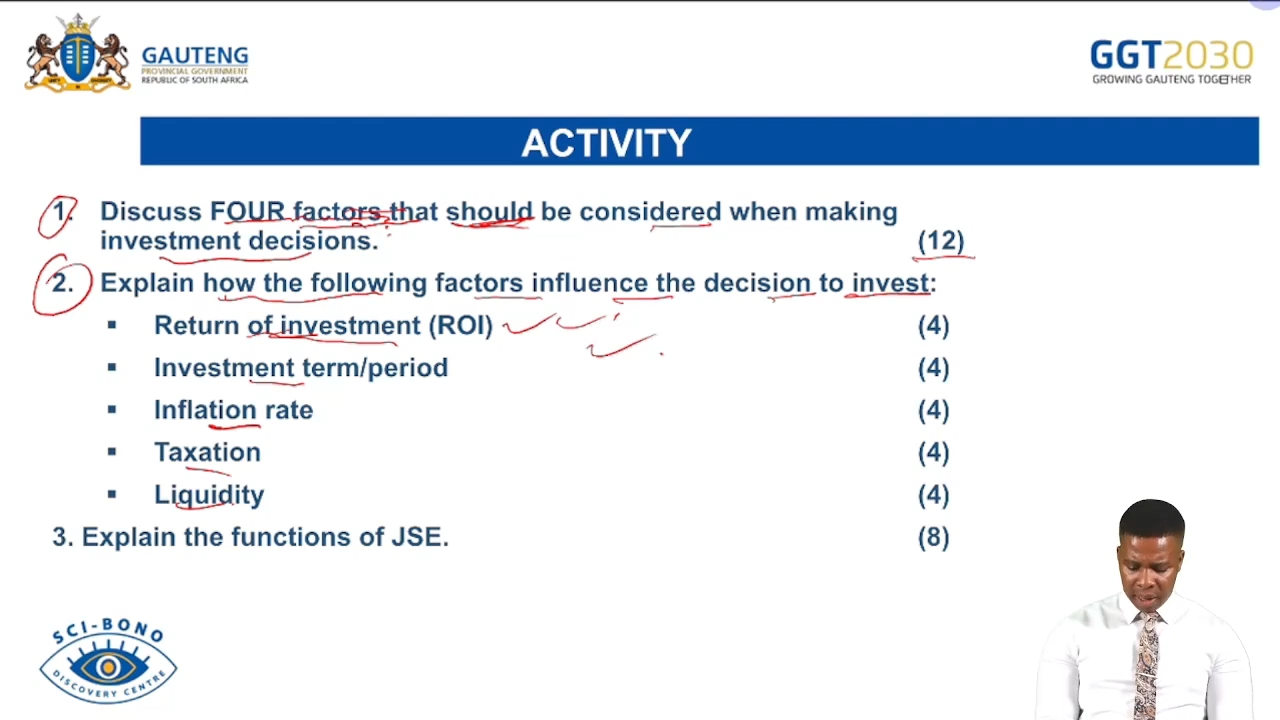 GAUTENG
PROVINCIAL GOVERNMENT
REPUBLIC OF SOUTH AFRICA
GGT2030
GROWING GAUTENG TOGETHER
ACTIVITY
1. Discuss FOUR factors that should be considered when making
investment decisions. (12)
2. Explain how the following factors influence the decision to invest:
▪ Return of investment (ROI) (4)
▪ Investment term/period (4)
▪ Inflation rate (4)
▪ Taxation (4)
▪ Liquidity (4)
3. Explain the functions of JSE. (8)
SCI-BONO
DISCOVERY CENTRE